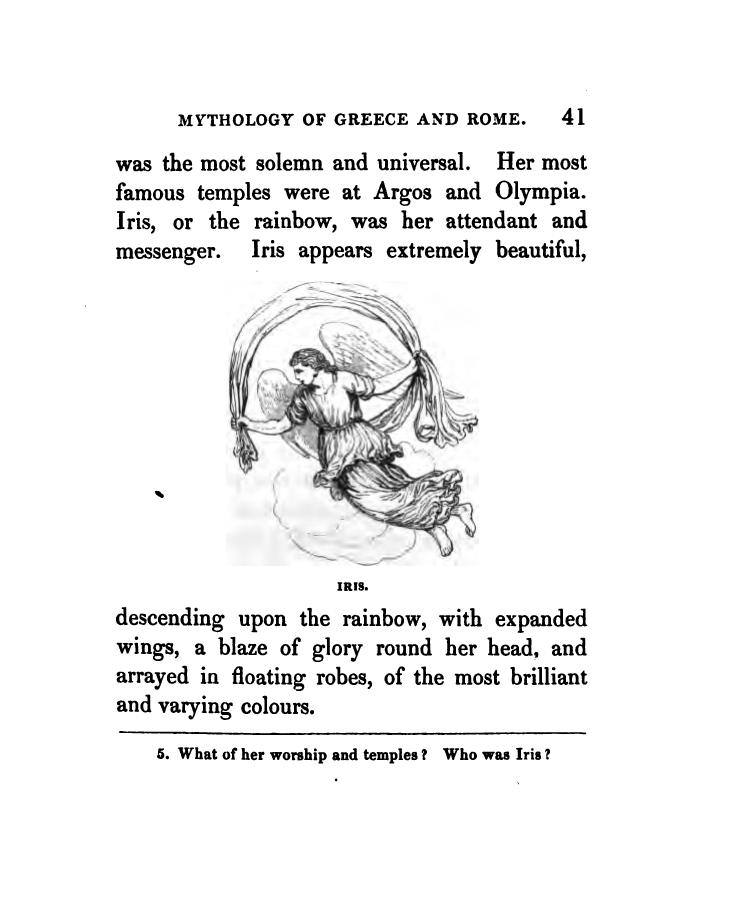 MYTHOLOGY OF GREECE AND ROME. 41
was the most solemn and universal. Her most
famous temples were at Argos and Olympia.
Iris, or the rainbow, was her attendant and
messenger. Iris appears extremely beautiful,
IRIS.
descending upon the rainbow, with expanded
wings, a blaze of glory round her head, and
arrayed in floating robes, of the most brilliant
and varying colours.
5. What of her worship and temples? Who was Iris?